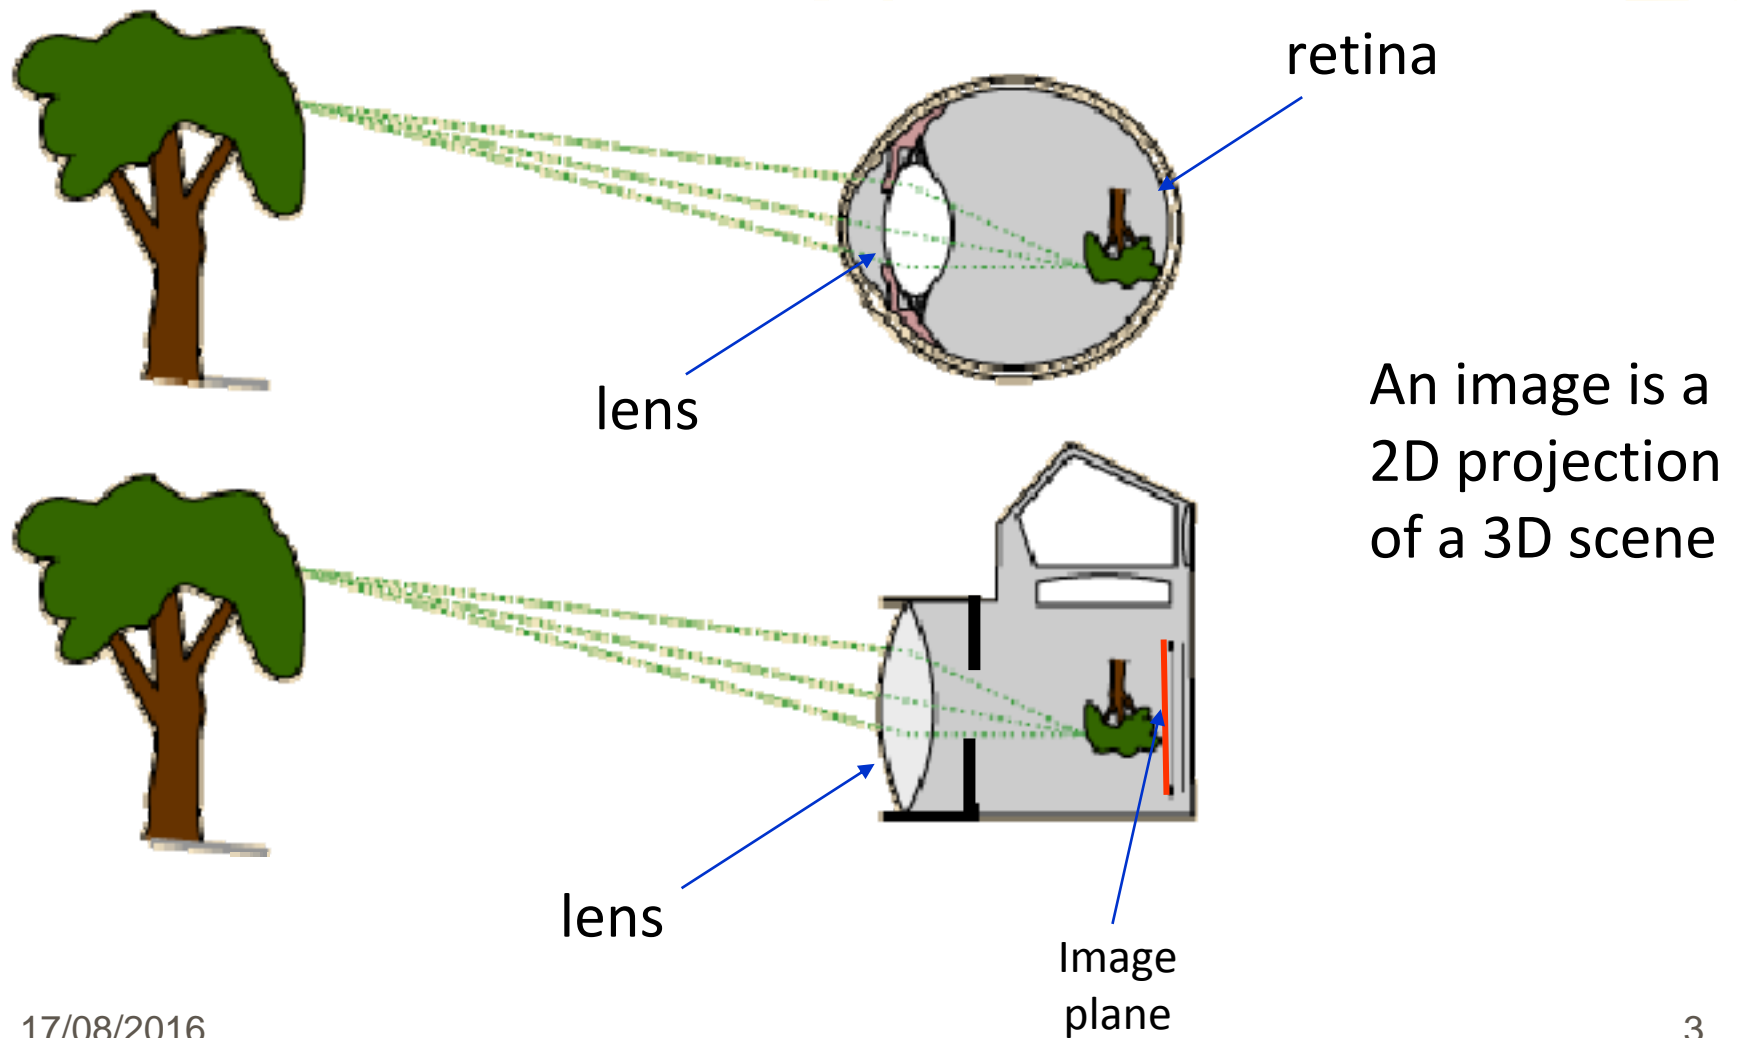 retina
lens
An image is a
2D projection
of a 3D scene
lens
Image
plane
17/08/2016
3